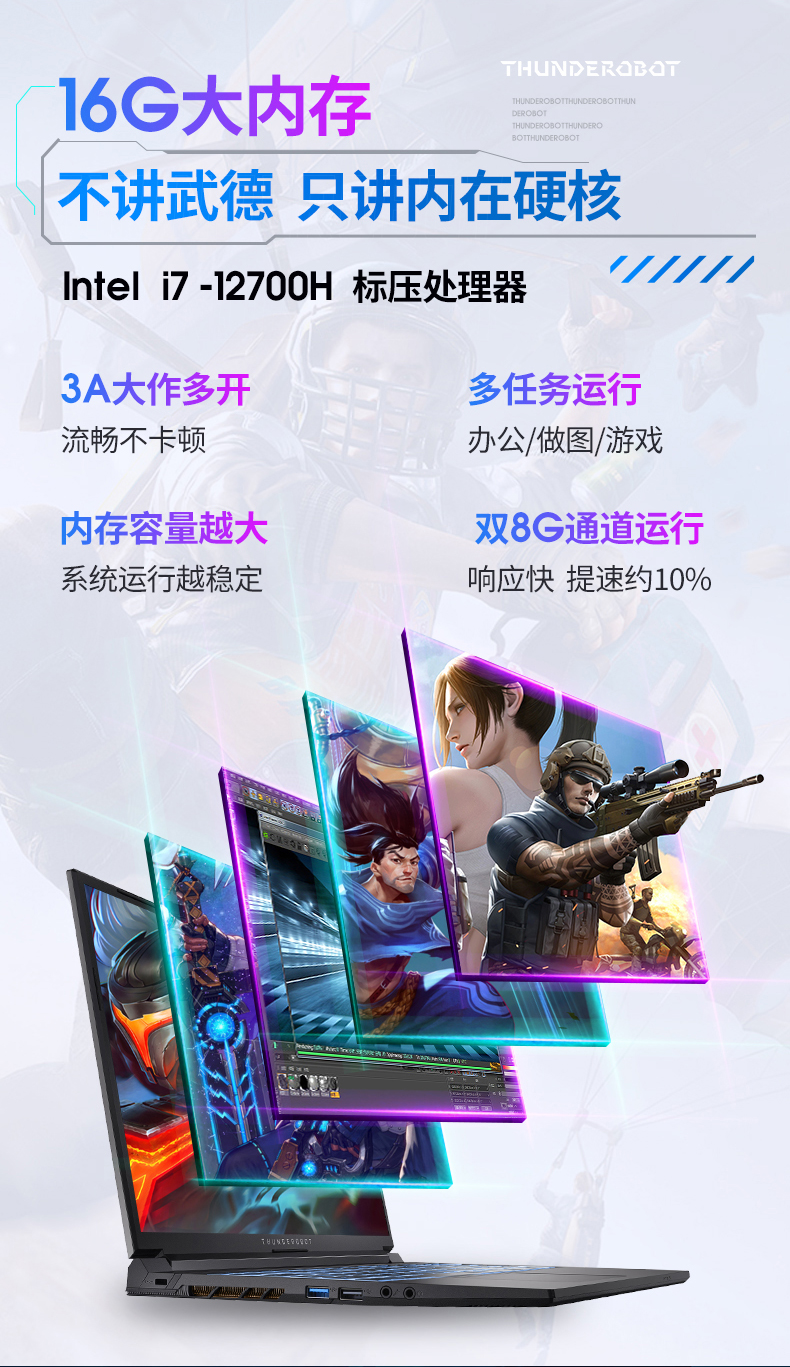 THUNDEROBOT
THUNDEROBOTTHUNDEROBOTTHUN
DEROBOT
THUNDEROBOTTHUNDERO
BOTTHUNDEROBOT
16G大内存
不讲武德 只讲内在硬核
Intel i7 -12700H 标压处理器
3A大作多开
流畅不卡顿
多任务运行
办公/做图/游戏
内存容量越大
系统运行越稳定
双8G通道运行
响应快 提速约10%
THUNDEROBOT